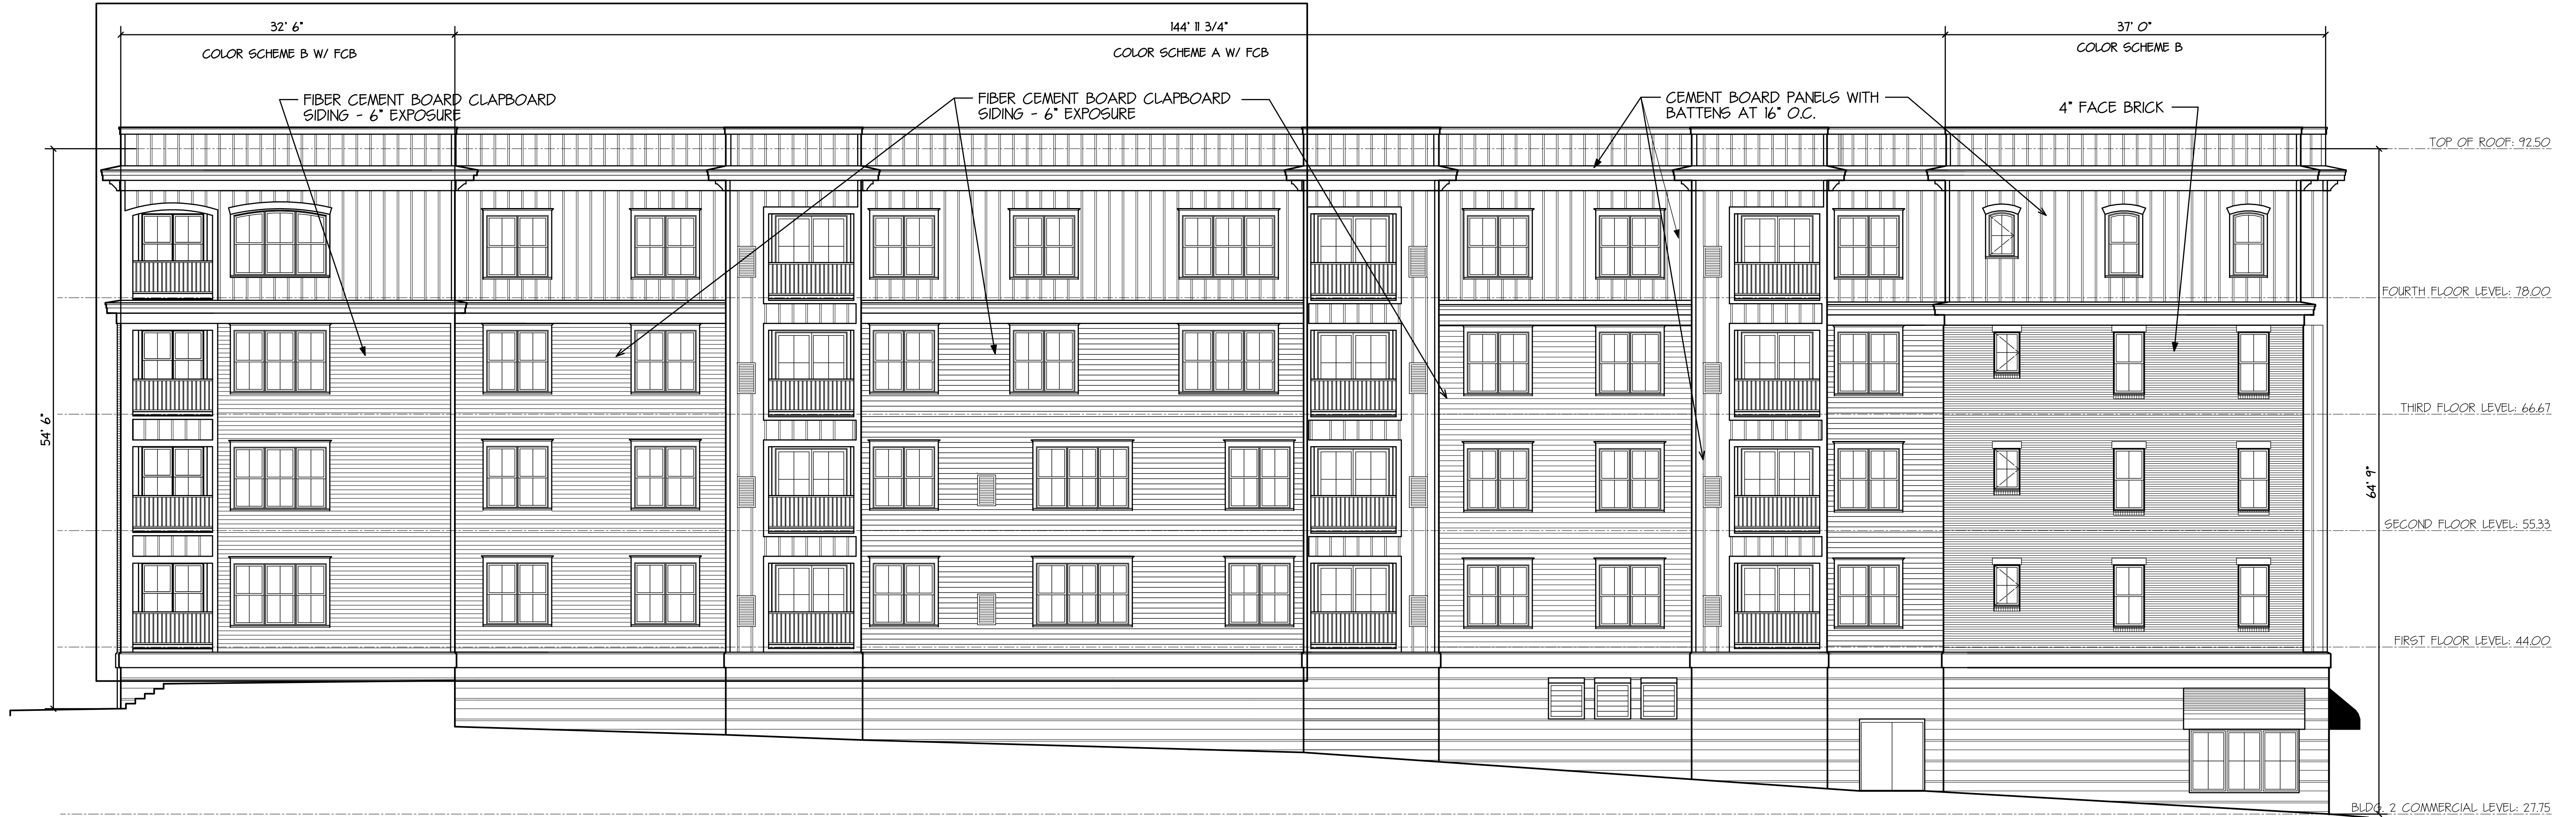 32' 6"
144' 11 3/4"
37' 0"
COLOR SCHEME B W/ FCB
COLOR SCHEME A W/ FCB
COLOR SCHEME B
FIBER CEMENT BOARD CLAPBOARD
SIDING - 6" EXPOSURE
FIBER CEMENT BOARD CLAPBOARD
SIDING - 6" EXPOSURE
CEMENT BOARD PANELS WITH
BATTENS AT 16" O.C.
4" FACE BRICK
TOP OF ROOF: 92.50
FOURTH FLOOR LEVEL: 78.00
THIRD FLOOR LEVEL: 66.67
54' 6"
64' 9"
SECOND FLOOR LEVEL: 55.33
FIRST FLOOR LEVEL: 44.00
BLDG. 2 COMMERCIAL LEVEL: 27.75